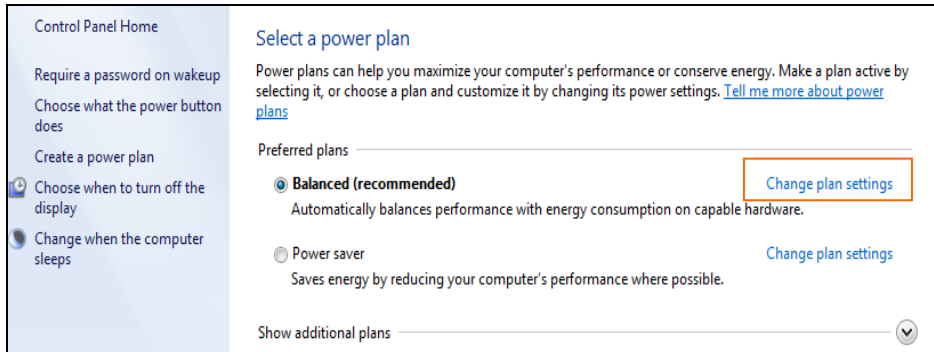 Control Panel Home
Require a password on wakeup
Choose what the power button
does
Create a power plan
Choose when to turn off the
display
Change when the computer
sleeps
Select a power plan
Power plans can help you maximize your computer's performance or conserve energy. Make a plan active by
selecting it, or choose a plan and customize it by changing its power settings. Tell me more about power
plans
Preferred plans
Balanced (recommended) Change plan settings
Automatically balances performance with energy consumption on capable hardware.
Power saver Change plan settings
Saves energy by reducing your computer's performance where possible.
Show additional plans